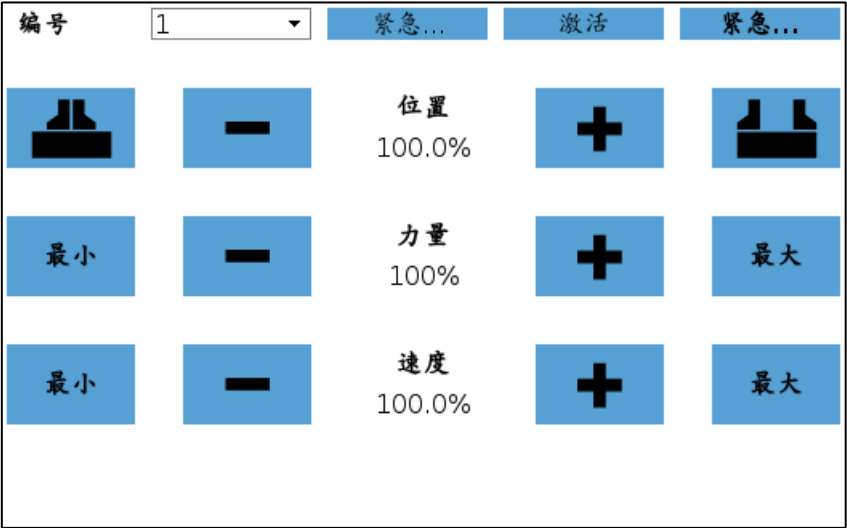 编号 1 紧急... 激活 紧急...
位置
100.0%
最小 力量 最大
100%
最小 速度 最大
100.0%